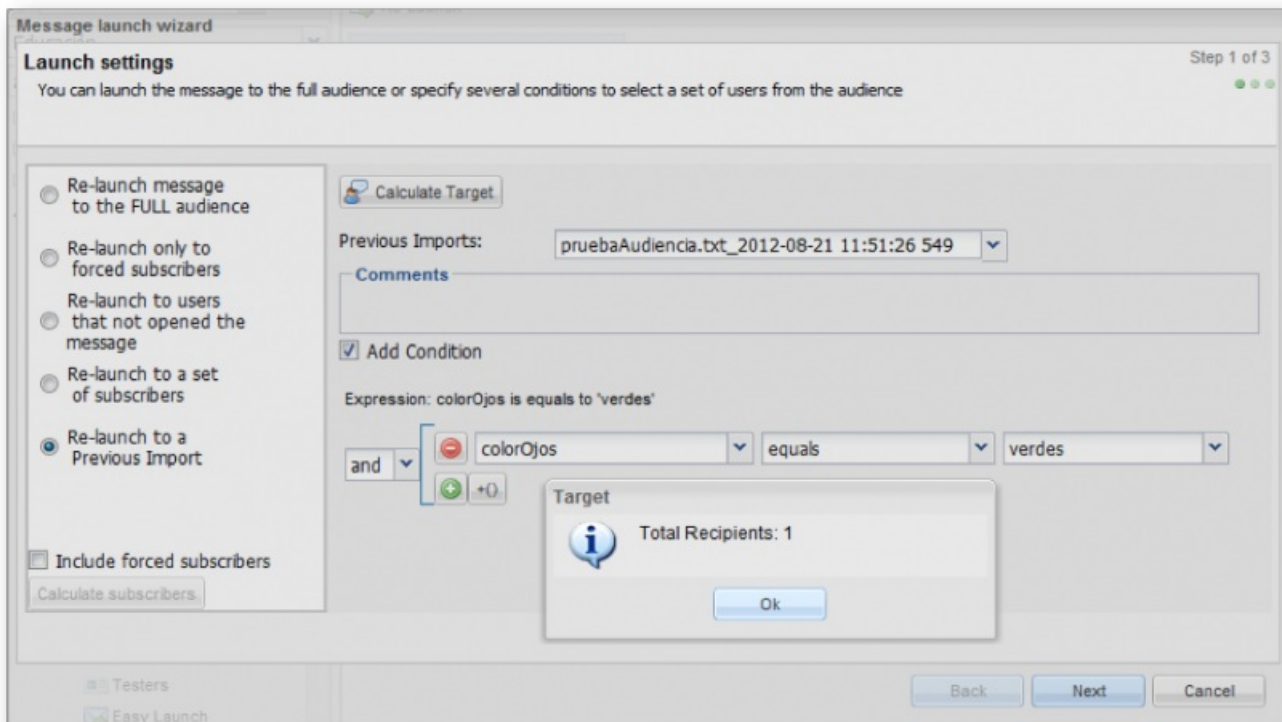 Message launch wizard
Educación
Launch settings
Step 1 of 3
You can launch the message to the full audience or specify several conditions to select a set of users from the audience
Re-launch message
to the FULL audience
Re-launch only to
forced subscribers
Re-launch to users
that not opened the
message
Re-launch to a set
of subscribers
Re-launch to a
Previous Import
Include forced subscribers
Calculate subscribers
Calculate Target
Previous Imports:
pruebaAudiencia.txt_2012-08-21 11:51:26 549
Comments
Add Condition
Expression: colorOjos is equals to 'verdes'
and
colorOjos
equals
verdes
+()
Target
Total Recipients: 1
Ok
Testers
Easy Launch
Back
Next
Cancel